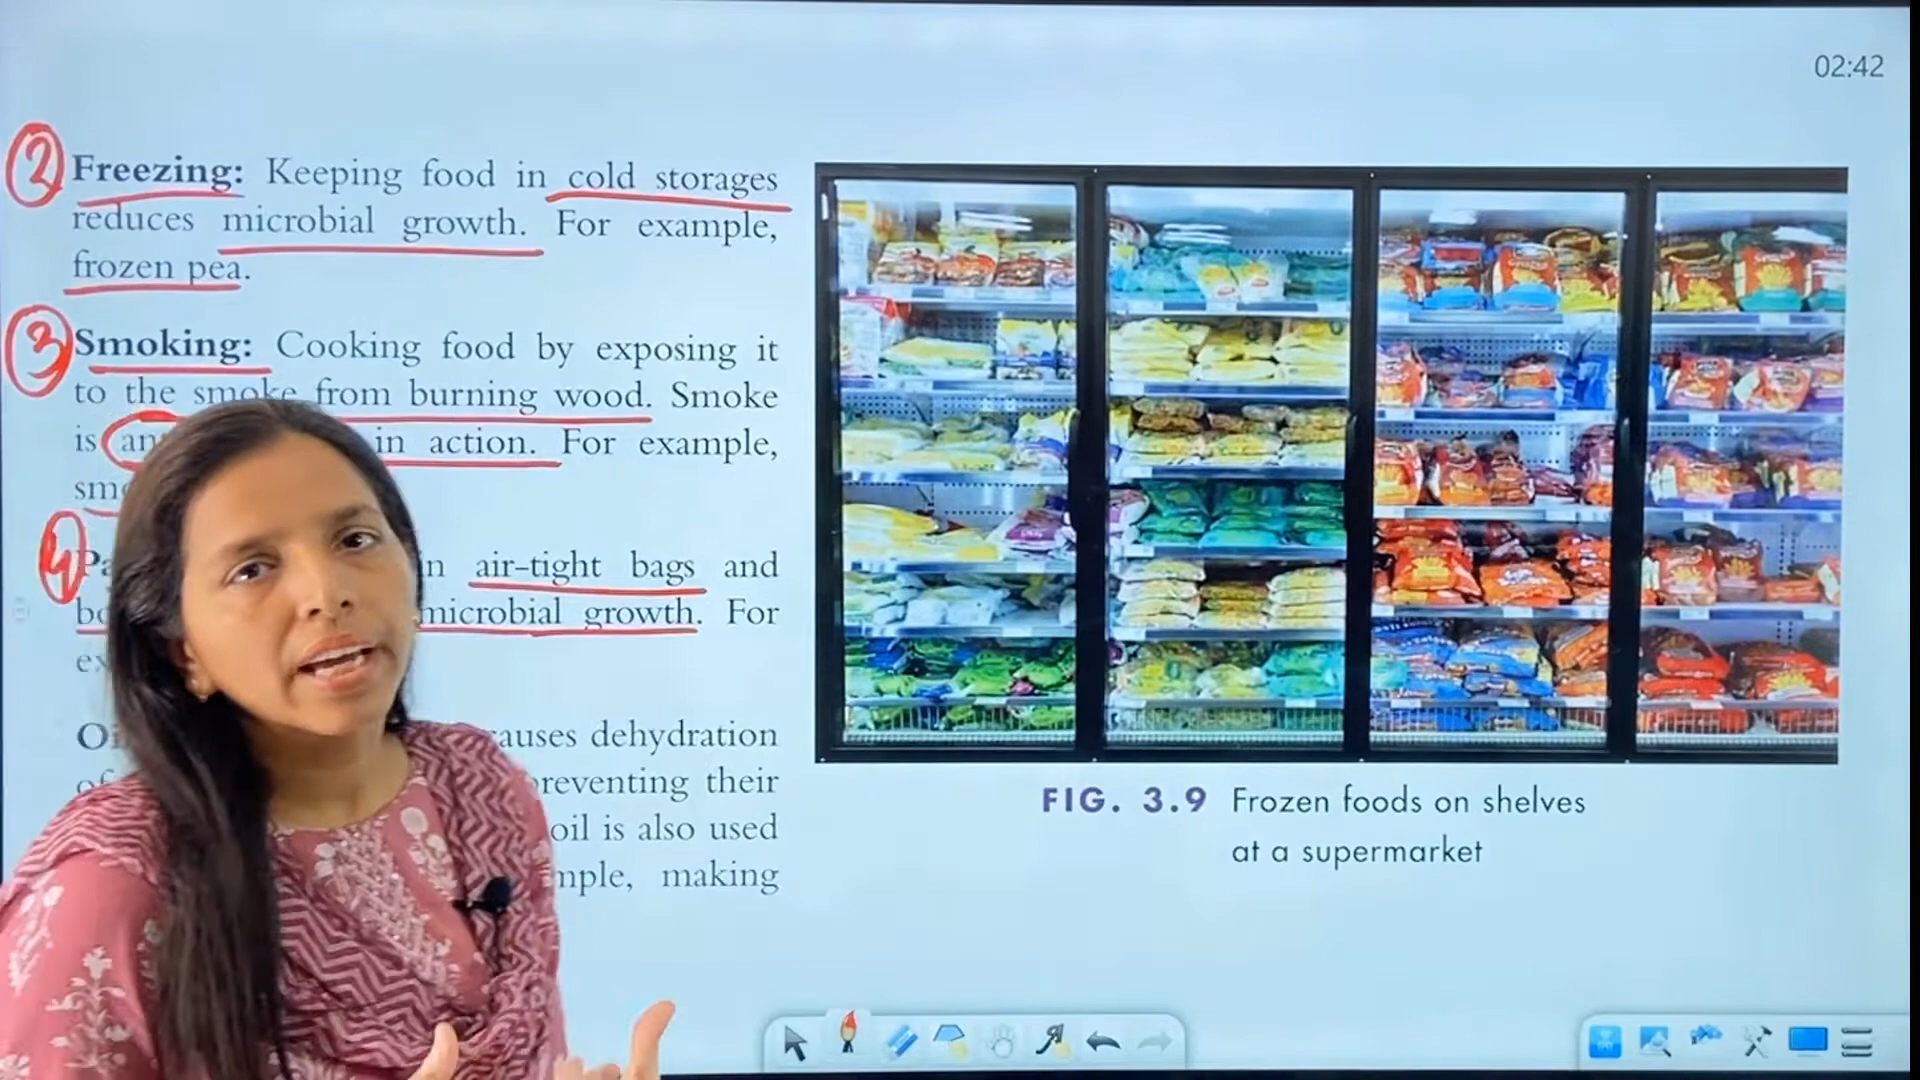 02:42
2 Freezing: Keeping food in cold storages
reduces microbial growth. For example,
frozen pea.
3 Smoking: Cooking food by exposing it
to the smoke from burning wood. Smoke
is in action. For example,
4
air-tight bags and
microbial growth. For
dehydration
preventing their
oil is also used
making
FIG. 3.9 Frozen foods on shelves
at a supermarket